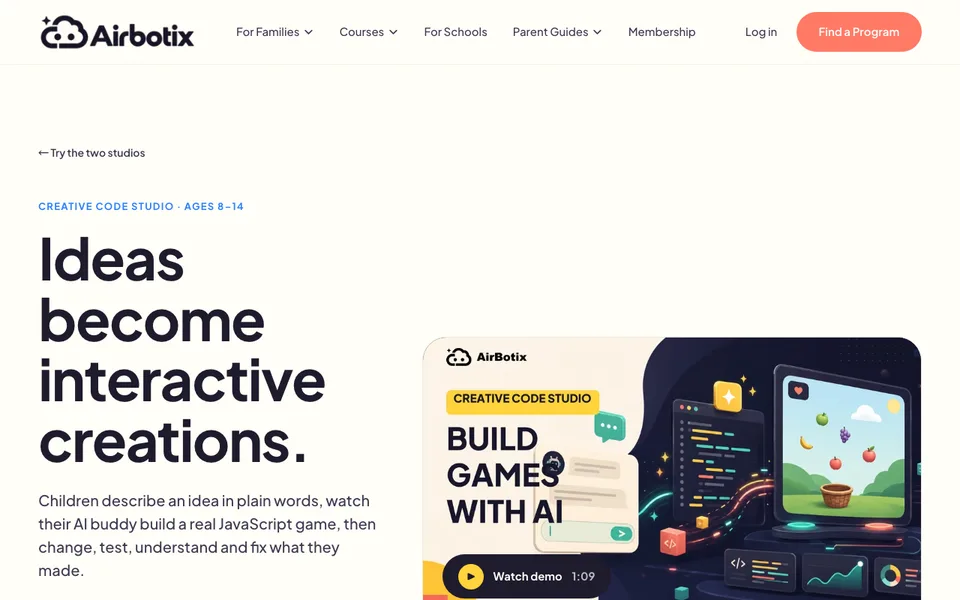 Airbotix
For Families
Courses
For Schools
Parent Guides
Membership
Log in
Find a Program
← Try the two studios
CREATIVE CODE STUDIO · AGES 8–14
Ideas
become
interactive
creations.
Children describe an idea in plain words, watch
their AI buddy build a real JavaScript game, then
change, test, understand and fix what they
made.
AirBotix
CREATIVE CODE STUDIO
BUILD
GAMES
WITH AI
Watch demo 1:09